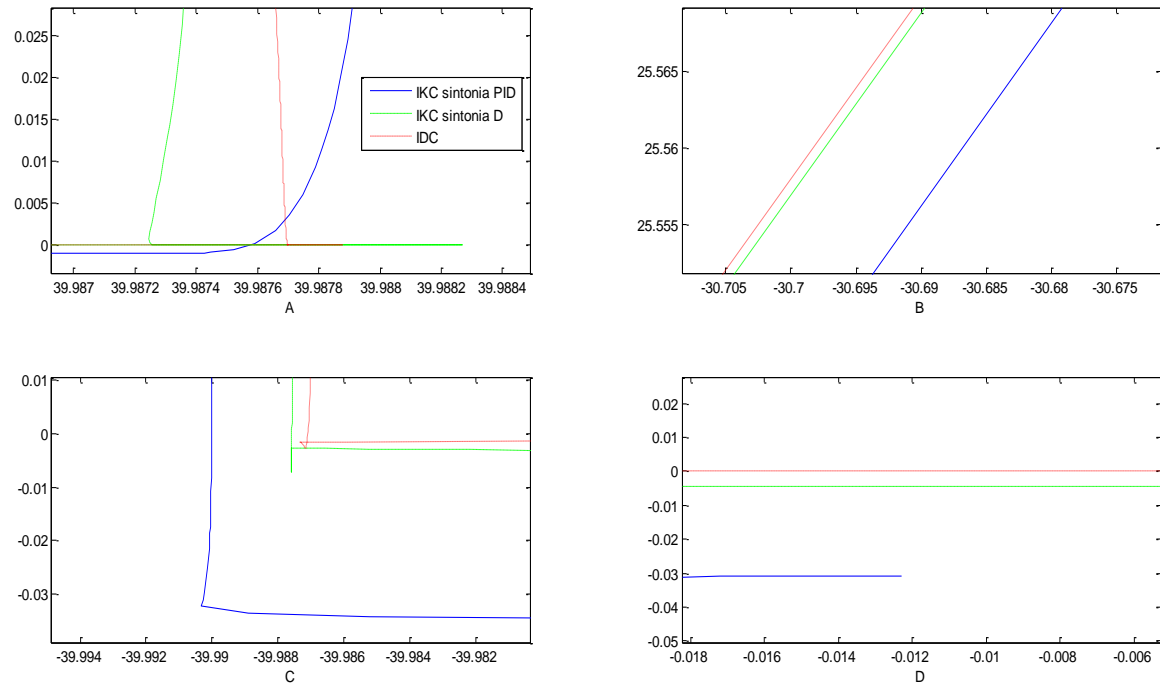 0.025
0.02
0.015
0.01
0.005
0
39.987 39.9872 39.9874 39.9876 39.9878 39.988 39.9882 39.9884
A
IKC sintonia PID
IKC sintonia D
IDC
25.565
25.56
25.555
-30.705 -30.7 -30.695 -30.69 -30.685 -30.68 -30.675
B
0.01
0
-0.01
-0.02
-0.03
-39.994 -39.992 -39.99 -39.988 -39.986 -39.984 -39.982
C
0.02
0.01
0
-0.01
-0.02
-0.03
-0.04
-0.05
-0.018 -0.016 -0.014 -0.012 -0.01 -0.008 -0.006
D